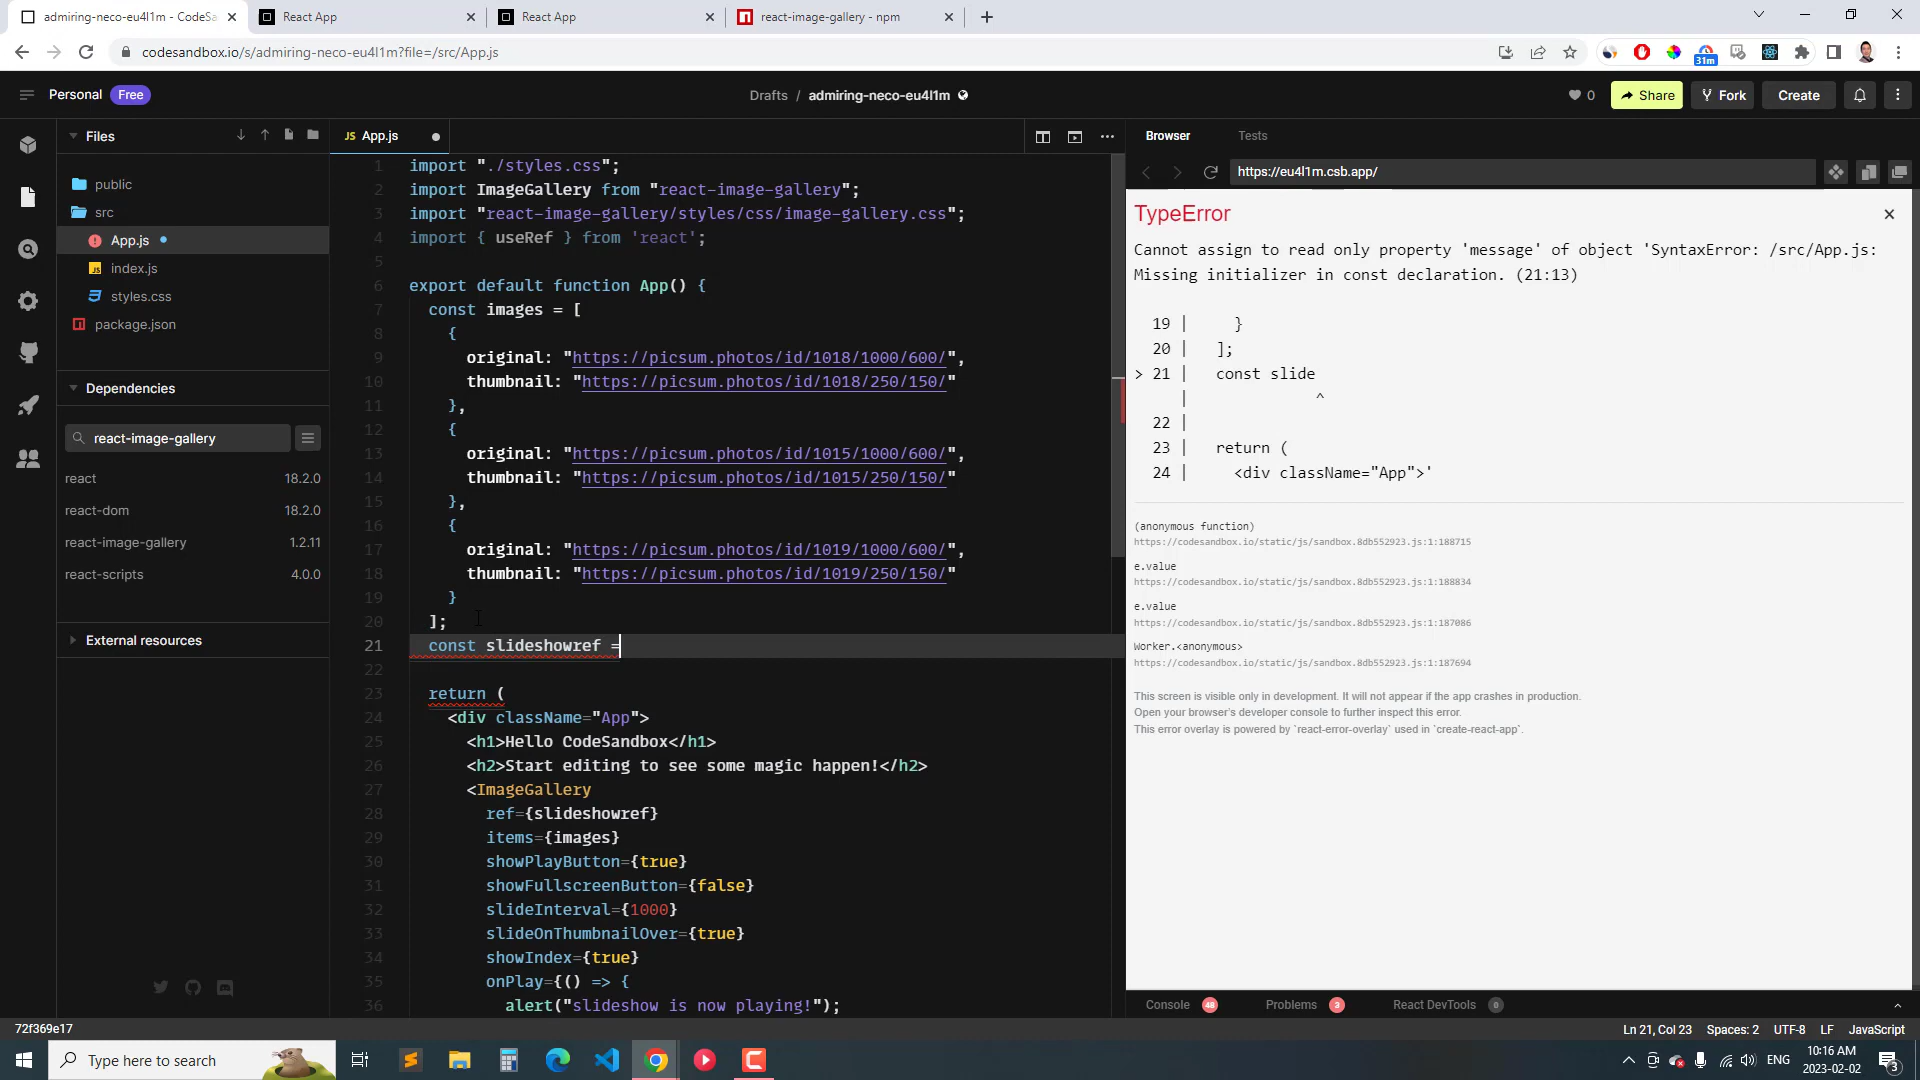 admiring-neco-eu4l1m - CodeSa
React App
React App
react-image-gallery - npm
codesandbox.io/s/admiring-neco-eu4l1m?file=/src/App.js
31m
Personal Free
Drafts / admiring-neco-eu4l1m
0
Share
Fork
Create
Files
public
src
App.js
index.js
styles.css
package.json
Dependencies
react-image-gallery
react 18.2.0
react-dom 18.2.0
react-image-gallery 1.2.11
react-scripts 4.0.0
External resources
JS App.js
1 import "./styles.css";
2 import ImageGallery from "react-image-gallery";
3 import "react-image-gallery/styles/css/image-gallery.css";
4 import { useRef } from 'react';
5
6 export default function App() {
7 const images = [
8 {
9 original: "https://picsum.photos/id/1018/1000/600/",
10 thumbnail: "https://picsum.photos/id/1018/250/150/"
11 },
12 {
13 original: "https://picsum.photos/id/1015/1000/600/",
14 thumbnail: "https://picsum.photos/id/1015/250/150/"
15 },
16 {
17 original: "https://picsum.photos/id/1019/1000/600/",
18 thumbnail: "https://picsum.photos/id/1019/250/150/"
19 }
20 ];
21 const slideshowref =
22
23 return (
24 <div className="App">
25 <h1>Hello CodeSandbox</h1>
26 <h2>Start editing to see some magic happen!</h2>
27 <ImageGallery
28 ref={slideshowref}
29 items={images}
30 showPlayButton={true}
31 showFullscreenButton={false}
32 slideInterval={1000}
33 slideOnThumbnailOver={true}
34 showIndex={true}
35 onPlay={() => {
36 alert("slideshow is now playing!");
Browser
Tests
https://eu4l1m.csb.app/
TypeError
Cannot assign to read only property 'message' of object 'SyntaxError: /src/App.js:
Missing initializer in const declaration. (21:13)
19 | }
20 | ];
> 21 | const slide
| ^
22 |
23 | return (
24 | <div className="App">'
(anonymous function)
https://codesandbox.io/static/js/sandbox.8db552923.js:1:188715
e.value
https://codesandbox.io/static/js/sandbox.8db552923.js:1:188834
e.value
https://codesandbox.io/static/js/sandbox.8db552923.js:1:187086
Worker.<anonymous>
https://codesandbox.io/static/js/sandbox.8db552923.js:1:187694
This screen is visible only in development. It will not appear if the app crashes in production.
Open your browser's developer console to further inspect this error.
This error overlay is powered by `react-error-overlay` used in `create-react-app`.
Console 48
Problems 3
React DevTools 0
72f369e17
Ln 21, Col 23 Spaces: 2 UTF-8 LF JavaScript
Type here to search
ENG
10:16 AM
2023-02-02
3